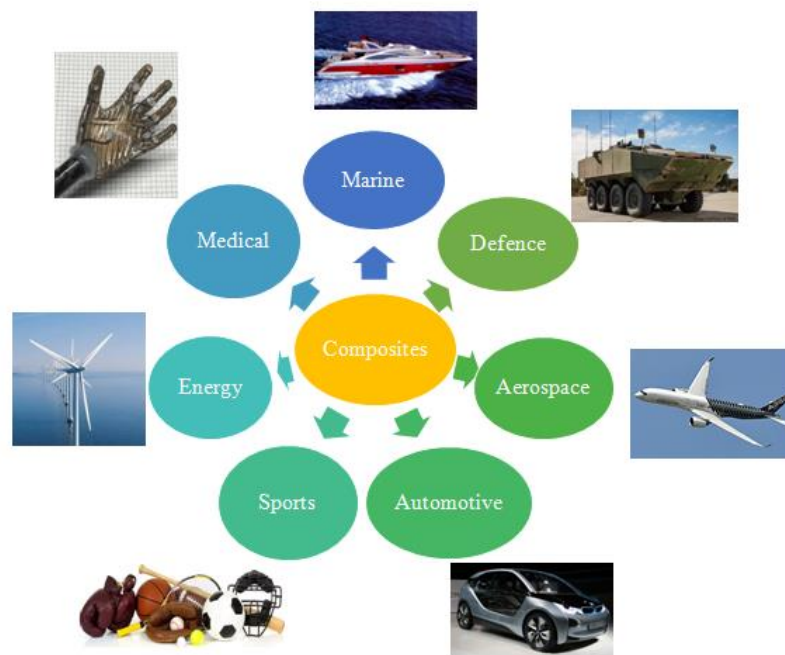 Marine
Medical
Defence
Composites
Energy
Aerospace
Sports
Automotive